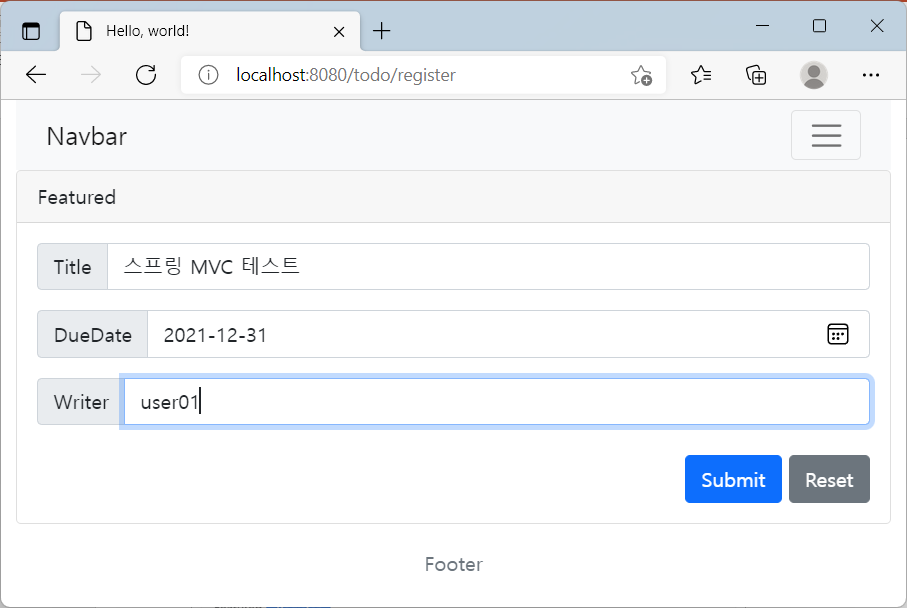 Hello, world!
localhost:8080/todo/register
Navbar
Featured
Title 스프링 MVC 테스트
DueDate 2021-12-31
Writer user01
Submit Reset
Footer